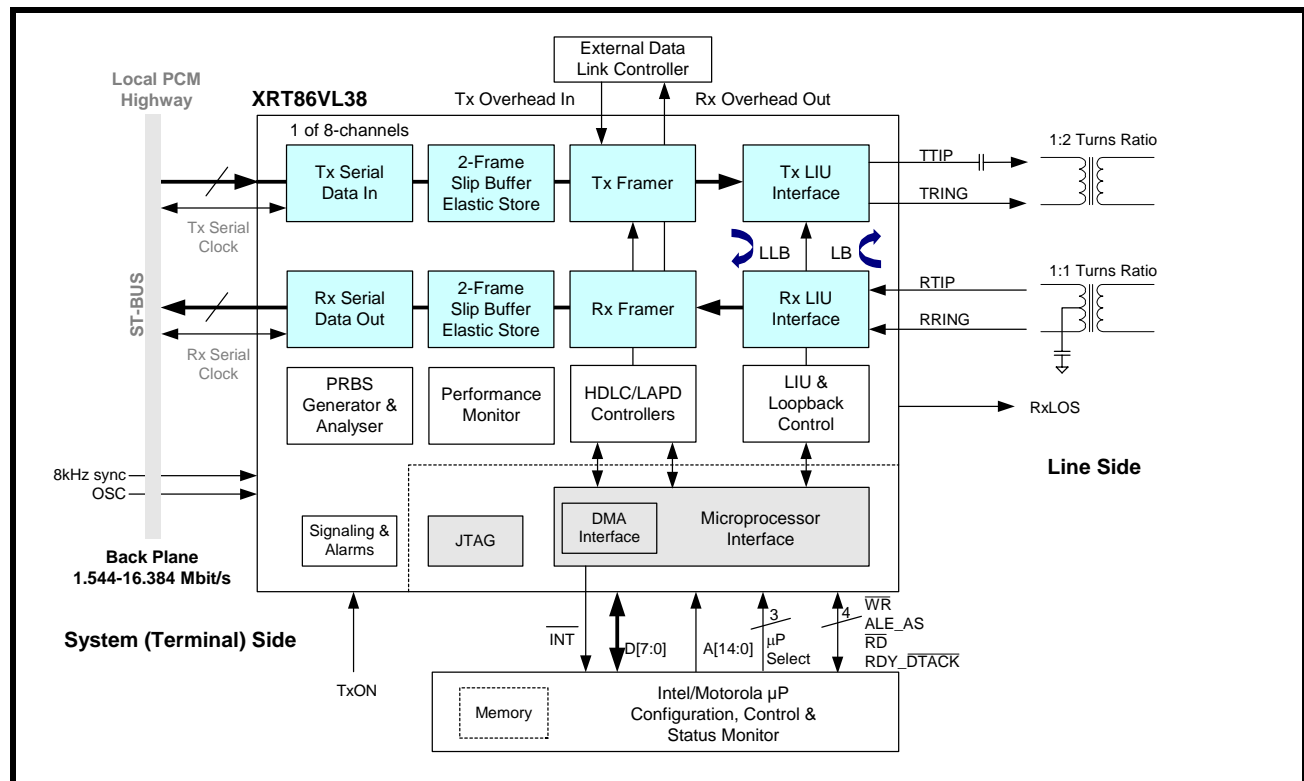 External Data
Link Controller
Local PCM
Highway
XRT86VL38
Tx Overhead In
Rx Overhead Out
1 of 8-channels
Tx Serial
Data In
2-Frame
Slip Buffer
Elastic Store
Tx Framer
Tx LIU
Interface
TTIP
TRING
1:2 Turns Ratio
Tx Serial
Clock
LLB
LB
ST-BUS
Rx Serial
Data Out
2-Frame
Slip Buffer
Elastic Store
Rx Framer
Rx LIU
Interface
RTIP
RRING
1:1 Turns Ratio
Rx Serial
Clock
PRBS
Generator &
Analyser
Performance
Monitor
HDLC/LAPD
Controllers
LIU &
Loopback
Control
RxLOS
Line Side
8kHz sync
OSC
Signaling &
Alarms
JTAG
DMA
Interface
Microprocessor
Interface
Back Plane
1.544-16.384 Mbit/s
System (Terminal) Side
TxON
INT
D[7:0]
A[14:0]
3
µP
Select
4
WR
ALE_AS
RD
RDY_DTACK
Memory
Intel/Motorola µP
Configuration, Control &
Status Monitor